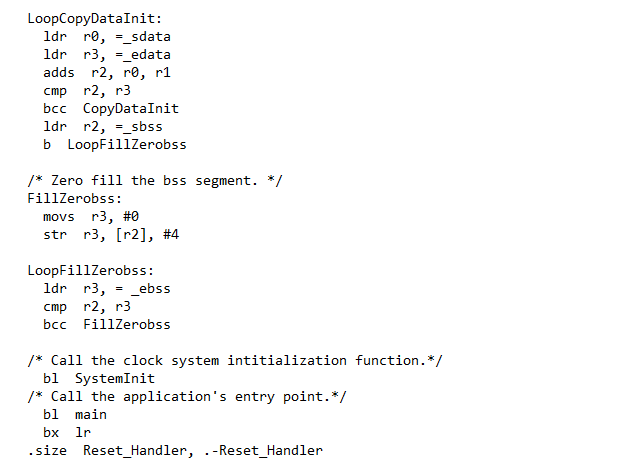 LoopCopyDataInit:
ldr r0, =_sdata
ldr r3, =_edata
adds r2, r0, r1
cmp r2, r3
bcc CopyDataInit
ldr r2, =_sbss
b LoopFillZerobss
/* Zero fill the bss segment. */
FillZerobss:
movs r3, #0
str r3, [r2], #4
LoopFillZerobss:
ldr r3, = _ebss
cmp r2, r3
bcc FillZerobss
/* Call the clock system intitialization function.*/
bl SystemInit
/* Call the application's entry point.*/
bl main
bx lr
.size Reset_Handler, .-Reset_Handler